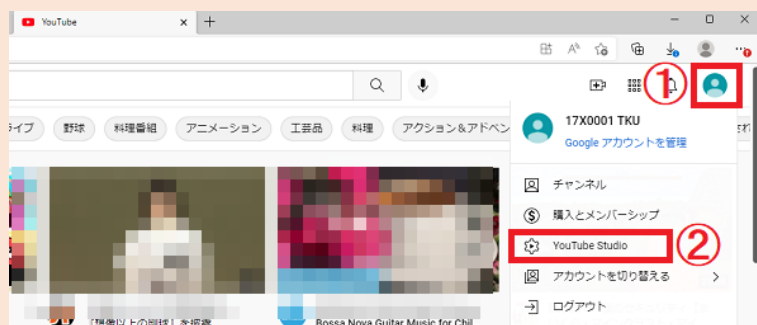 YouTube
①
ライブ
野球
料理番組
アニメーション
工芸品
料理
アクション&アドベン
17X0001 TKU
Google アカウントを管理
チャンネル
購入とメンバーシップ
YouTube Studio
②
アカウントを切り替える
ログアウト
Bossa Nova Guitar Music for Chil